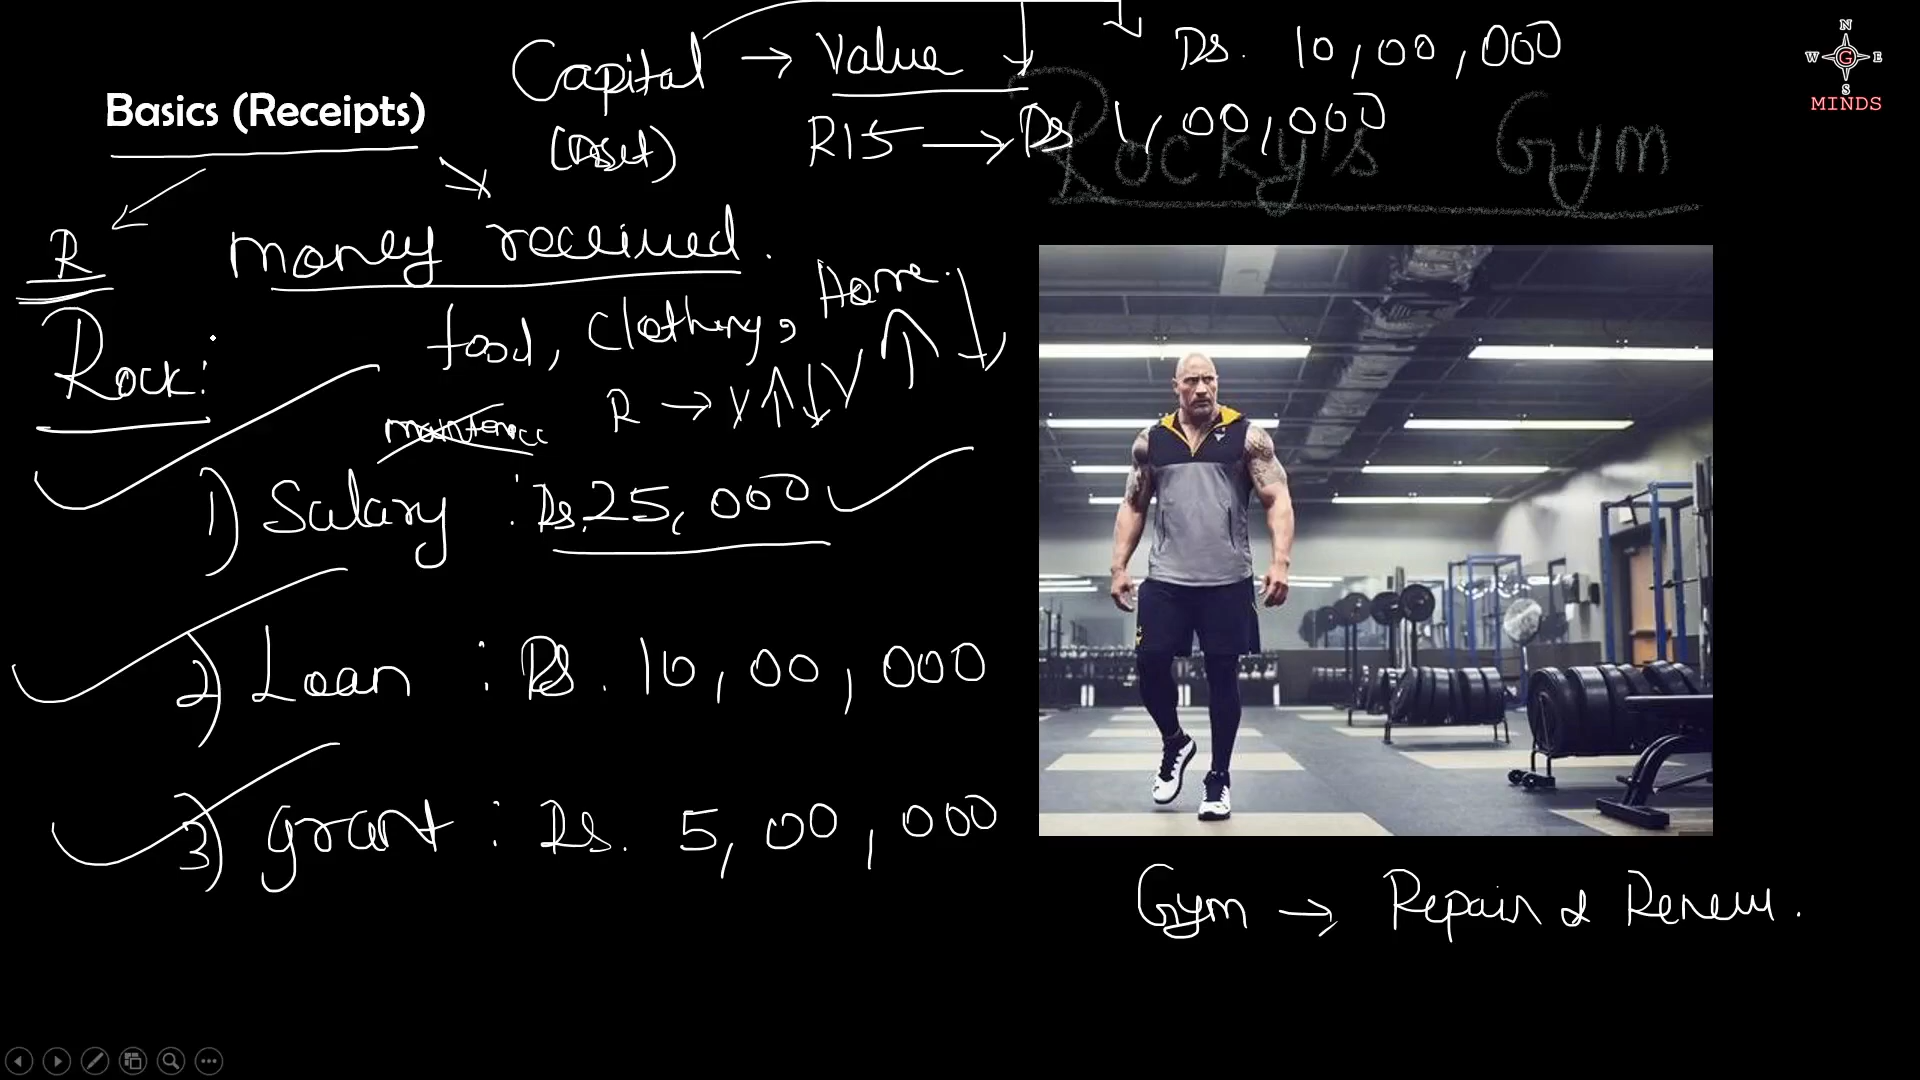 Capital → Value ↓ Rs. 10,00,000
Basics (Receipts)
(Asset) R15 → Rs 1,00,000
Rocky's Gym
N
W G E
S
MINDS
R money received.
food, clothing, Home.
Rock:
maintenance R →
1) Salary : Rs. 25,000
2) Loan : Rs. 10,00,000
3) grant : Rs. 5,00,000
Gym → Repair & Renew.